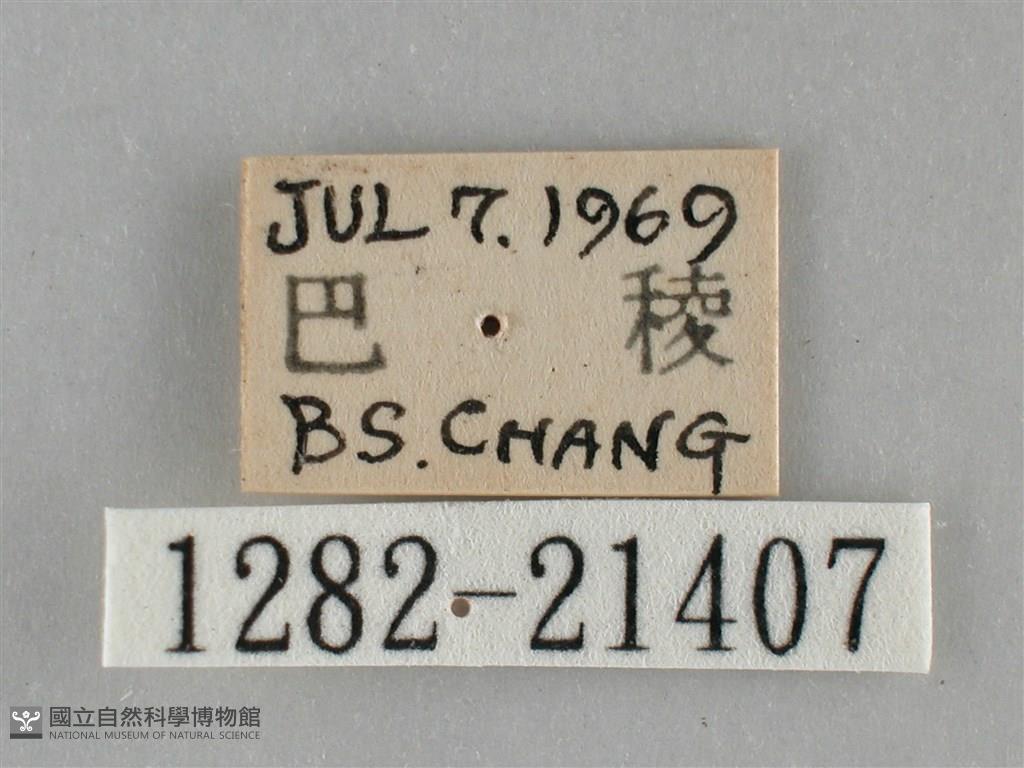 JUL 7. 1969
巴 稜
BS. CHANG
1282-21407
國立自然科學博物館
NATIONAL MUSEUM OF NATURAL SCIENCE